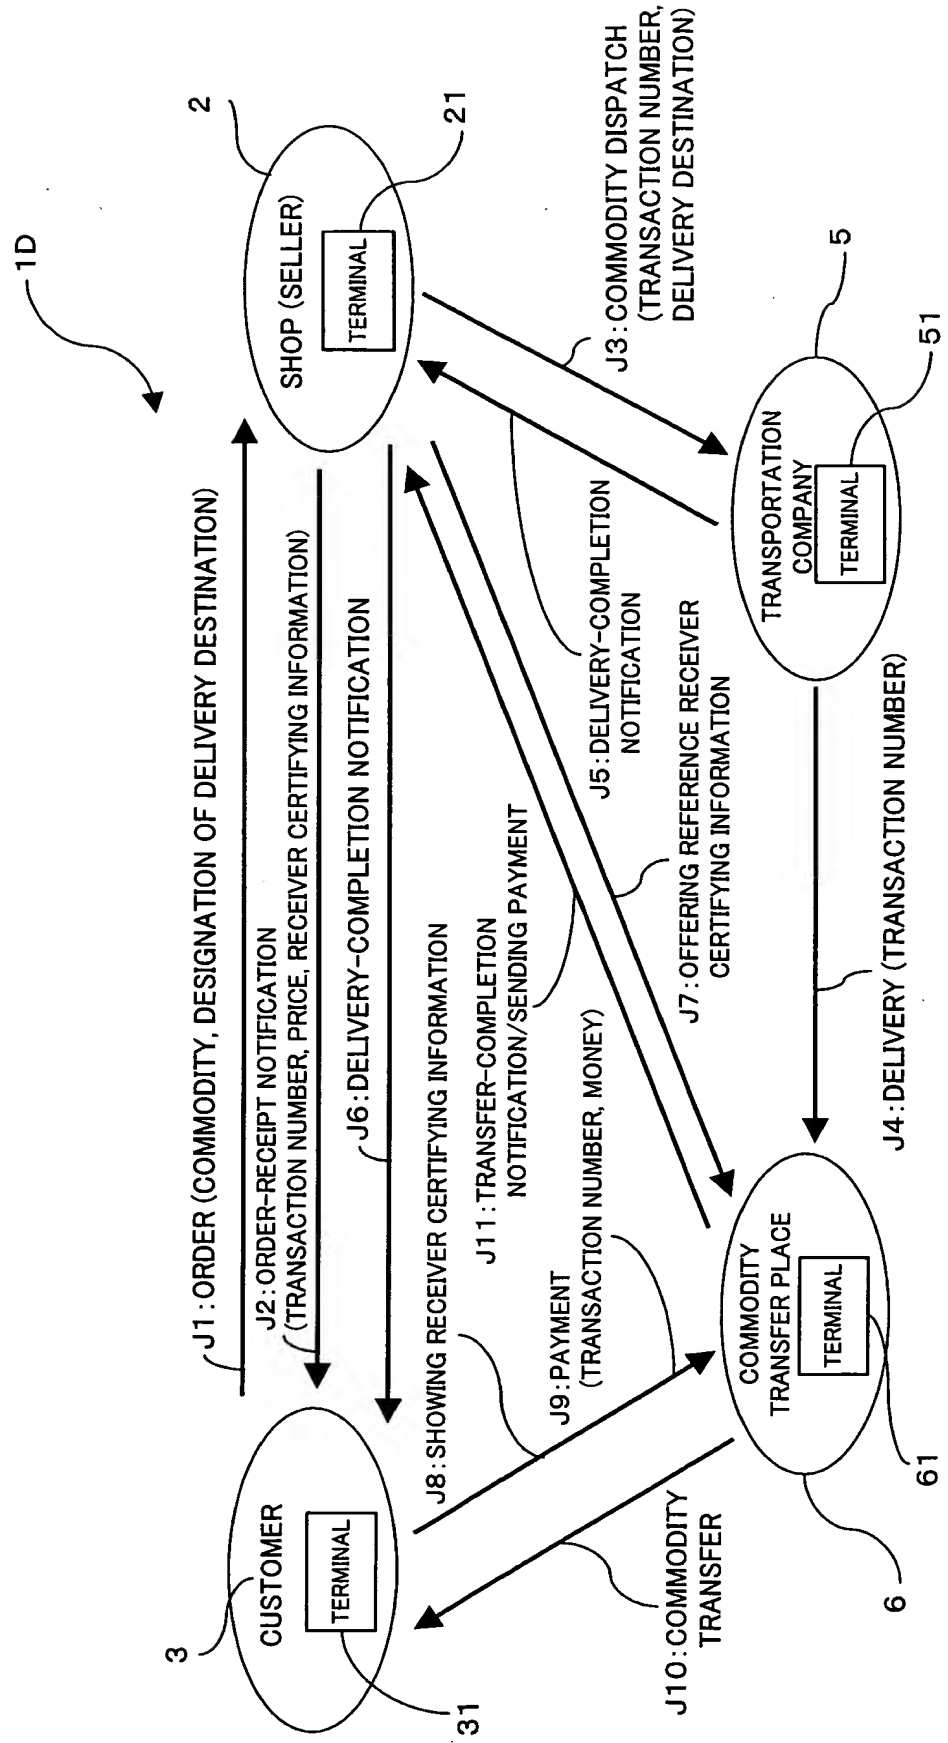 1D
J1:ORDER (COMMODITY, DESIGNATION OF DELIVERY DESTINATION)
J2:ORDER-RECEIPT NOTIFICATION
(TRANSACTION NUMBER, PRICE, RECEIVER CERTIFYING INFORMATION)
J6:DELIVERY-COMPLETION NOTIFICATION
3
CUSTOMER
TERMINAL
31
2
SHOP (SELLER)
TERMINAL
21
J8:SHOWING RECEIVER CERTIFYING INFORMATION
J11:TRANSFER-COMPLETION
NOTIFICATION/SENDING PAYMENT
J9:PAYMENT
(TRANSACTION NUMBER, MONEY)
J5:DELIVERY-COMPLETION
NOTIFICATION
J3:COMMODITY DISPATCH
(TRANSACTION NUMBER,
DELIVERY DESTINATION)
J7:OFFERING REFERENCE RECEIVER
CERTIFYING INFORMATION
J10:COMMODITY
TRANSFER
COMMODITY
TRANSFER PLACE
TERMINAL
61
6
TRANSPORTATION
COMPANY
TERMINAL
5
51
J4:DELIVERY (TRANSACTION NUMBER)